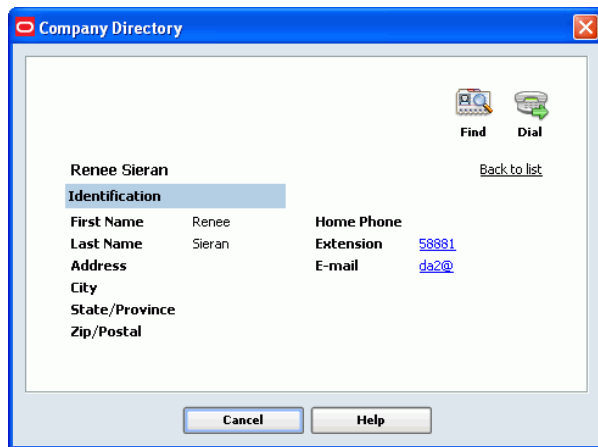 Company Directory
Find Dial
Renee Sieran Back to list
Identification
First Name Renee Home Phone
Last Name Sieran Extension 58881
Address E-mail da2@
City
State/Province
Zip/Postal
Cancel Help